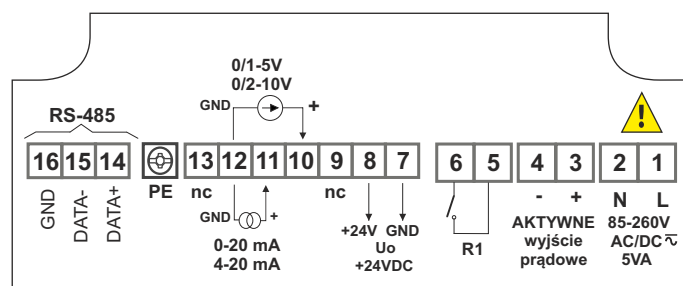 0/1-5V
0/2-10V
GND +
RS-485
16 15 14 13 12 11 10 9 8 7 6 5 4 3 2 1
GND DATA- DATA+
PE nc nc
GND +
0-20 mA
4-20 mA
+24V GND
Uo
+24VDC
R1
- +
AKTYWNE
wyjście
prądowe
N L
85-260V
AC/DC
5VA
!